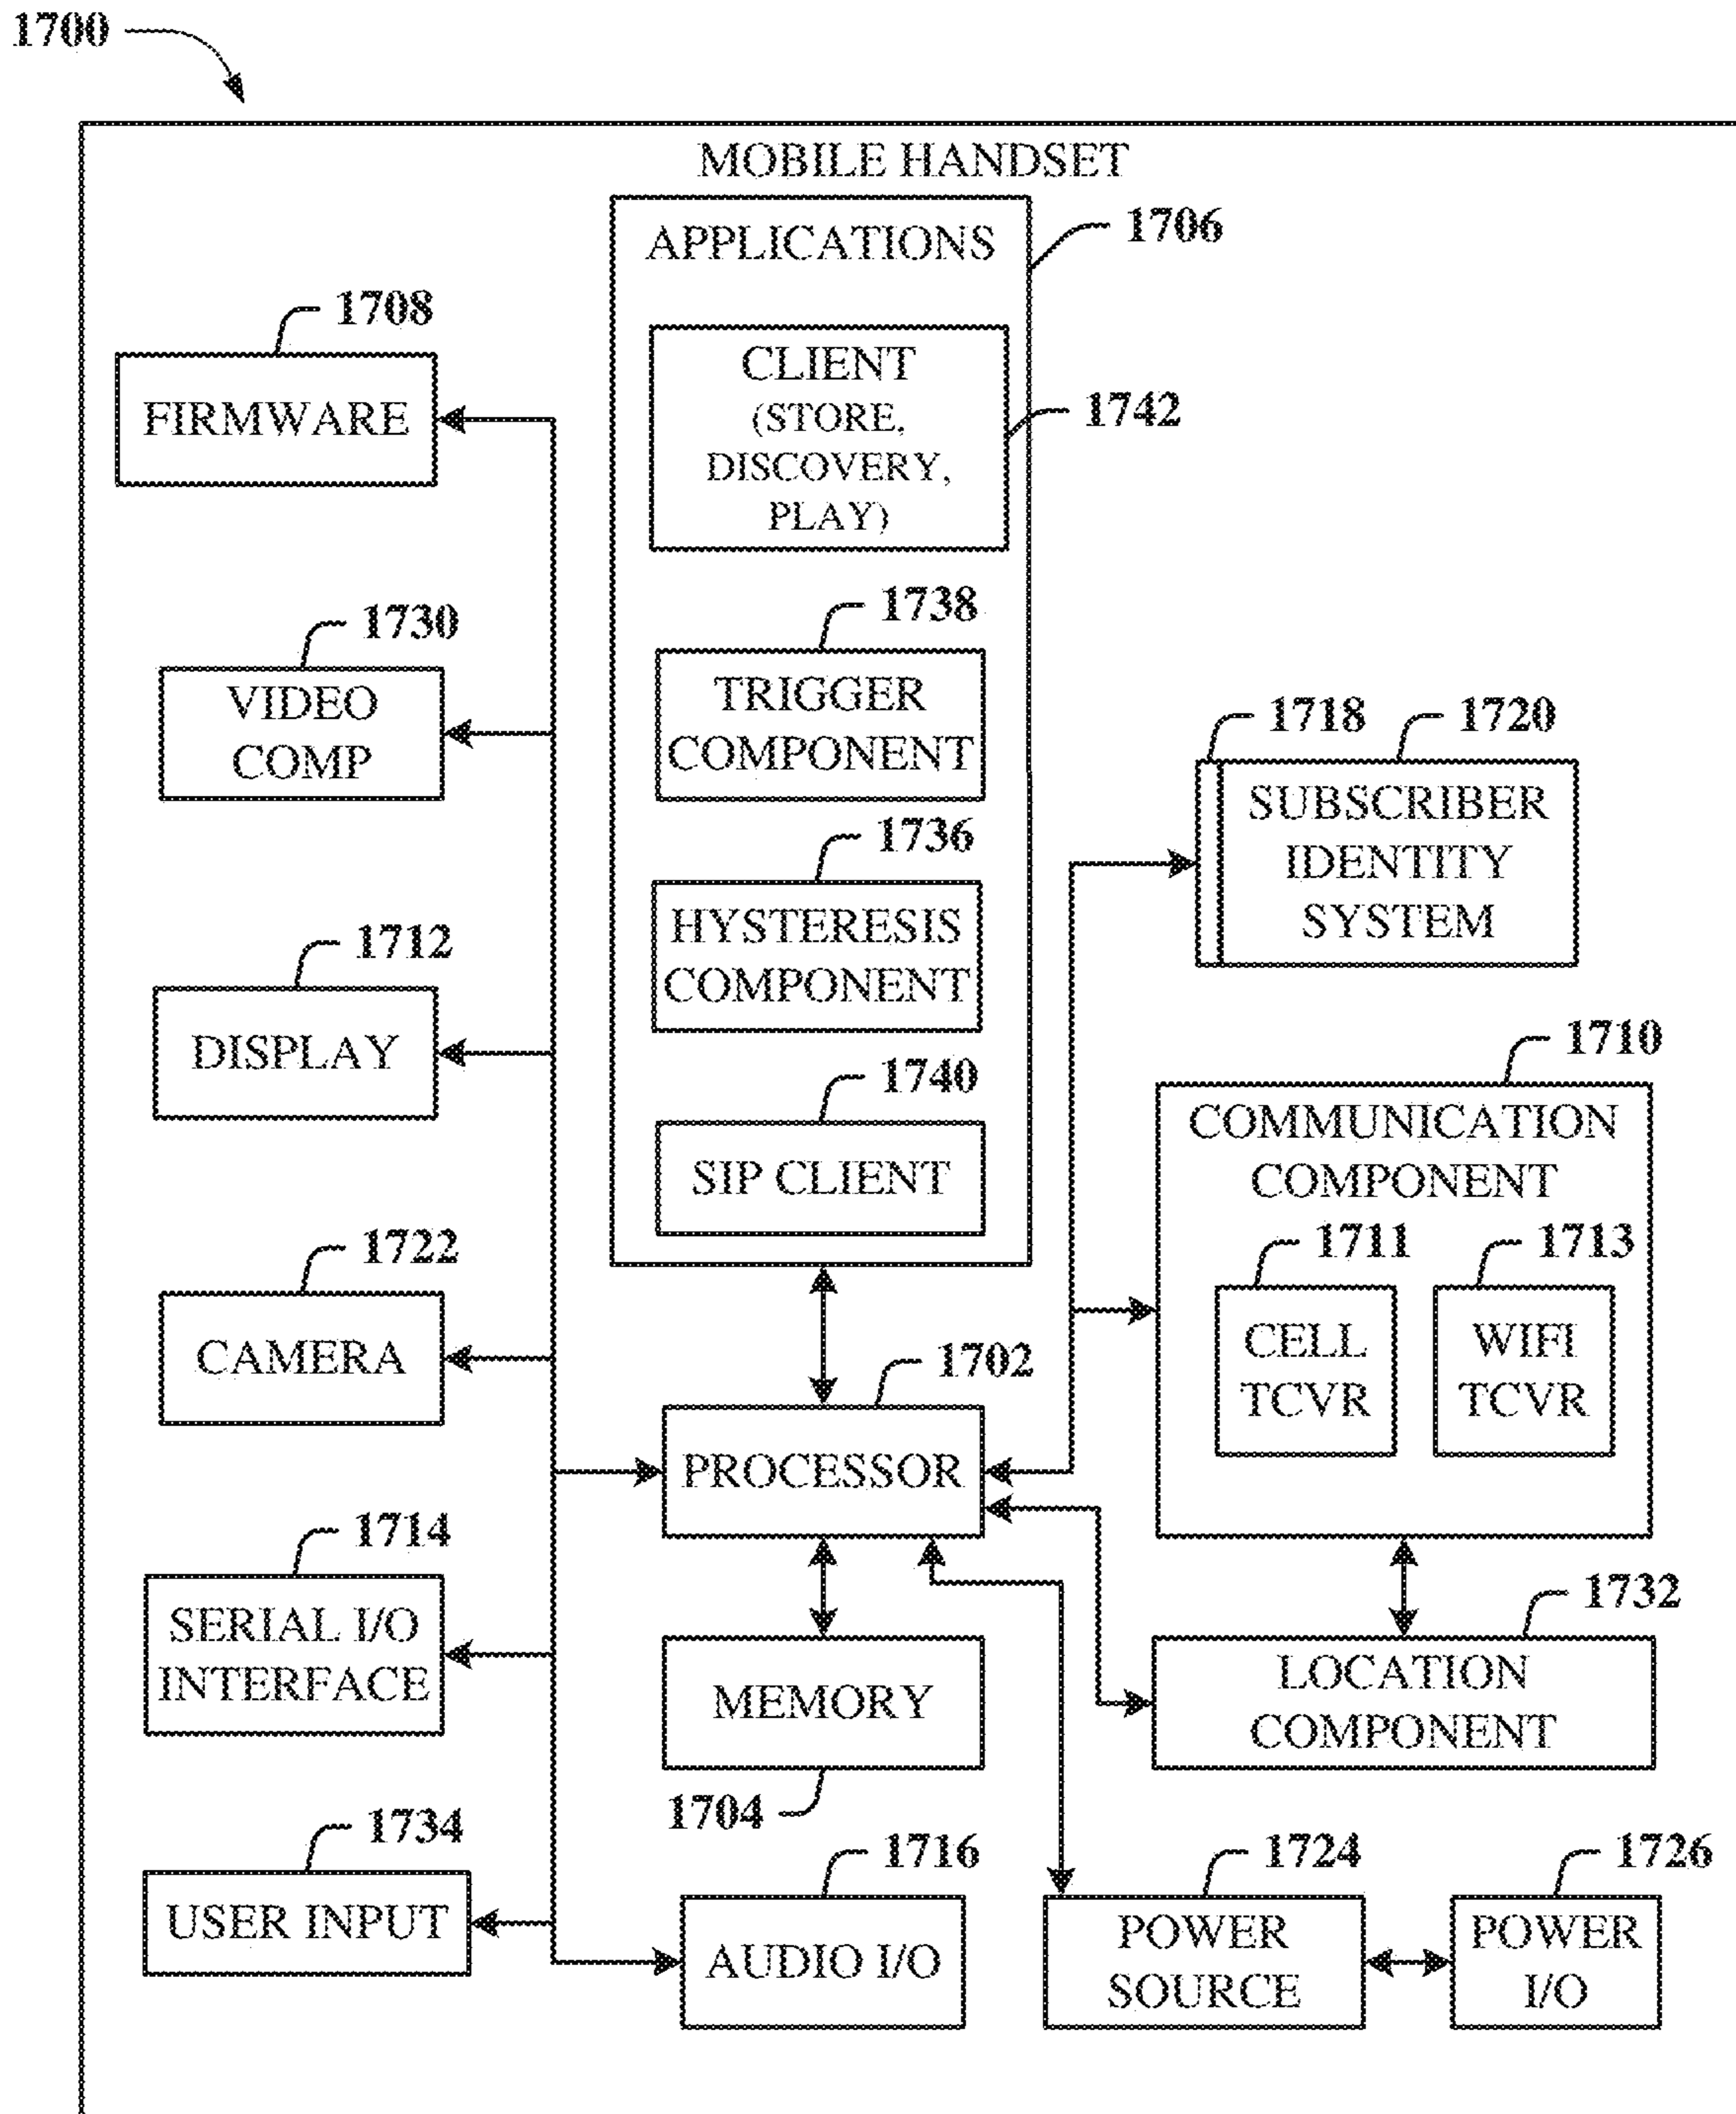 1700
MOBILE HANDSET
APPLICATIONS
1706
1708
FIRMWARE
CLIENT
(STORE,
DISCOVERY,
PLAY)
1742
1730
VIDEO
COMP
1738
TRIGGER
COMPONENT
1718
1720
SUBSCRIBER
IDENTITY
SYSTEM
1736
HYSTERESIS
COMPONENT
1712
DISPLAY
1740
SIP CLIENT
1710
COMMUNICATION
COMPONENT
1711
CELL
TCVR
1713
WIFI
TCVR
1722
CAMERA
1702
PROCESSOR
1714
SERIAL I/O
INTERFACE
MEMORY
1704
1732
LOCATION
COMPONENT
1734
USER INPUT
1716
AUDIO I/O
1724
POWER
SOURCE
1726
POWER
I/O